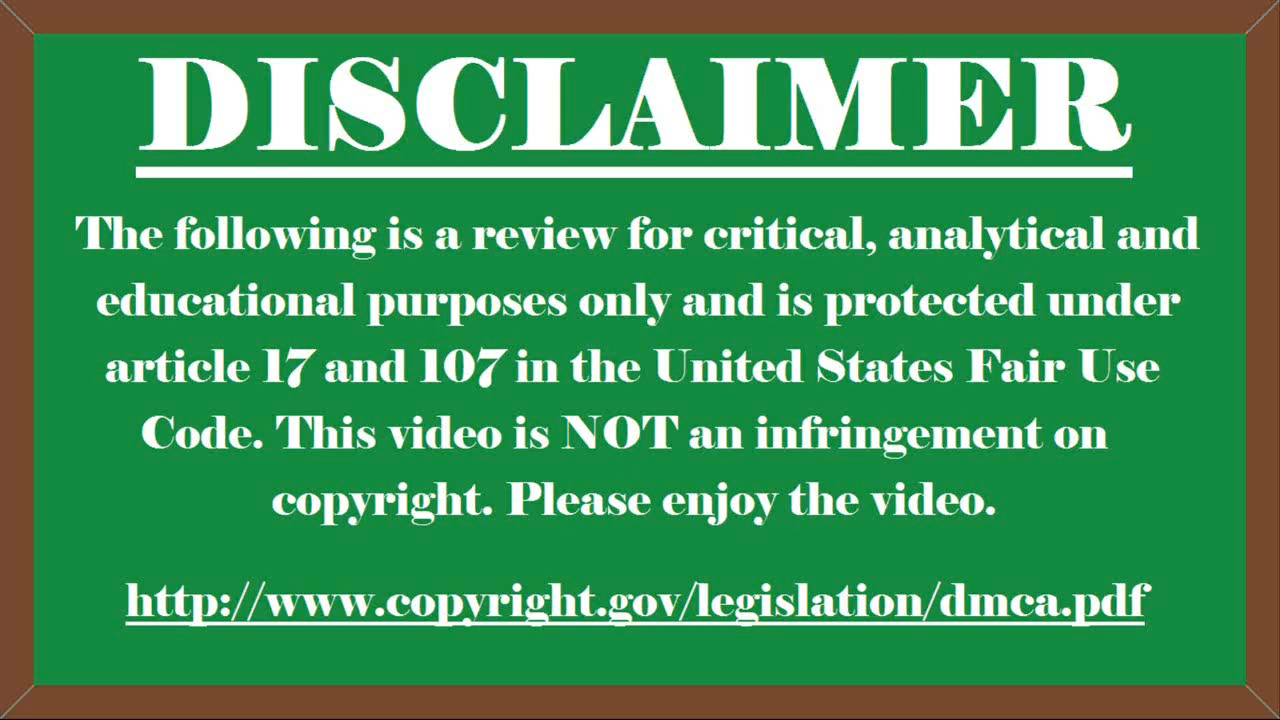 DISCLAIMER
The following is a review for critical, analytical and
educational purposes only and is protected under
article 17 and 107 in the United States Fair Use
Code. This video is NOT an infringement on
copyright. Please enjoy the video.
http://www.copyright.gov/legislation/dmca.pdf